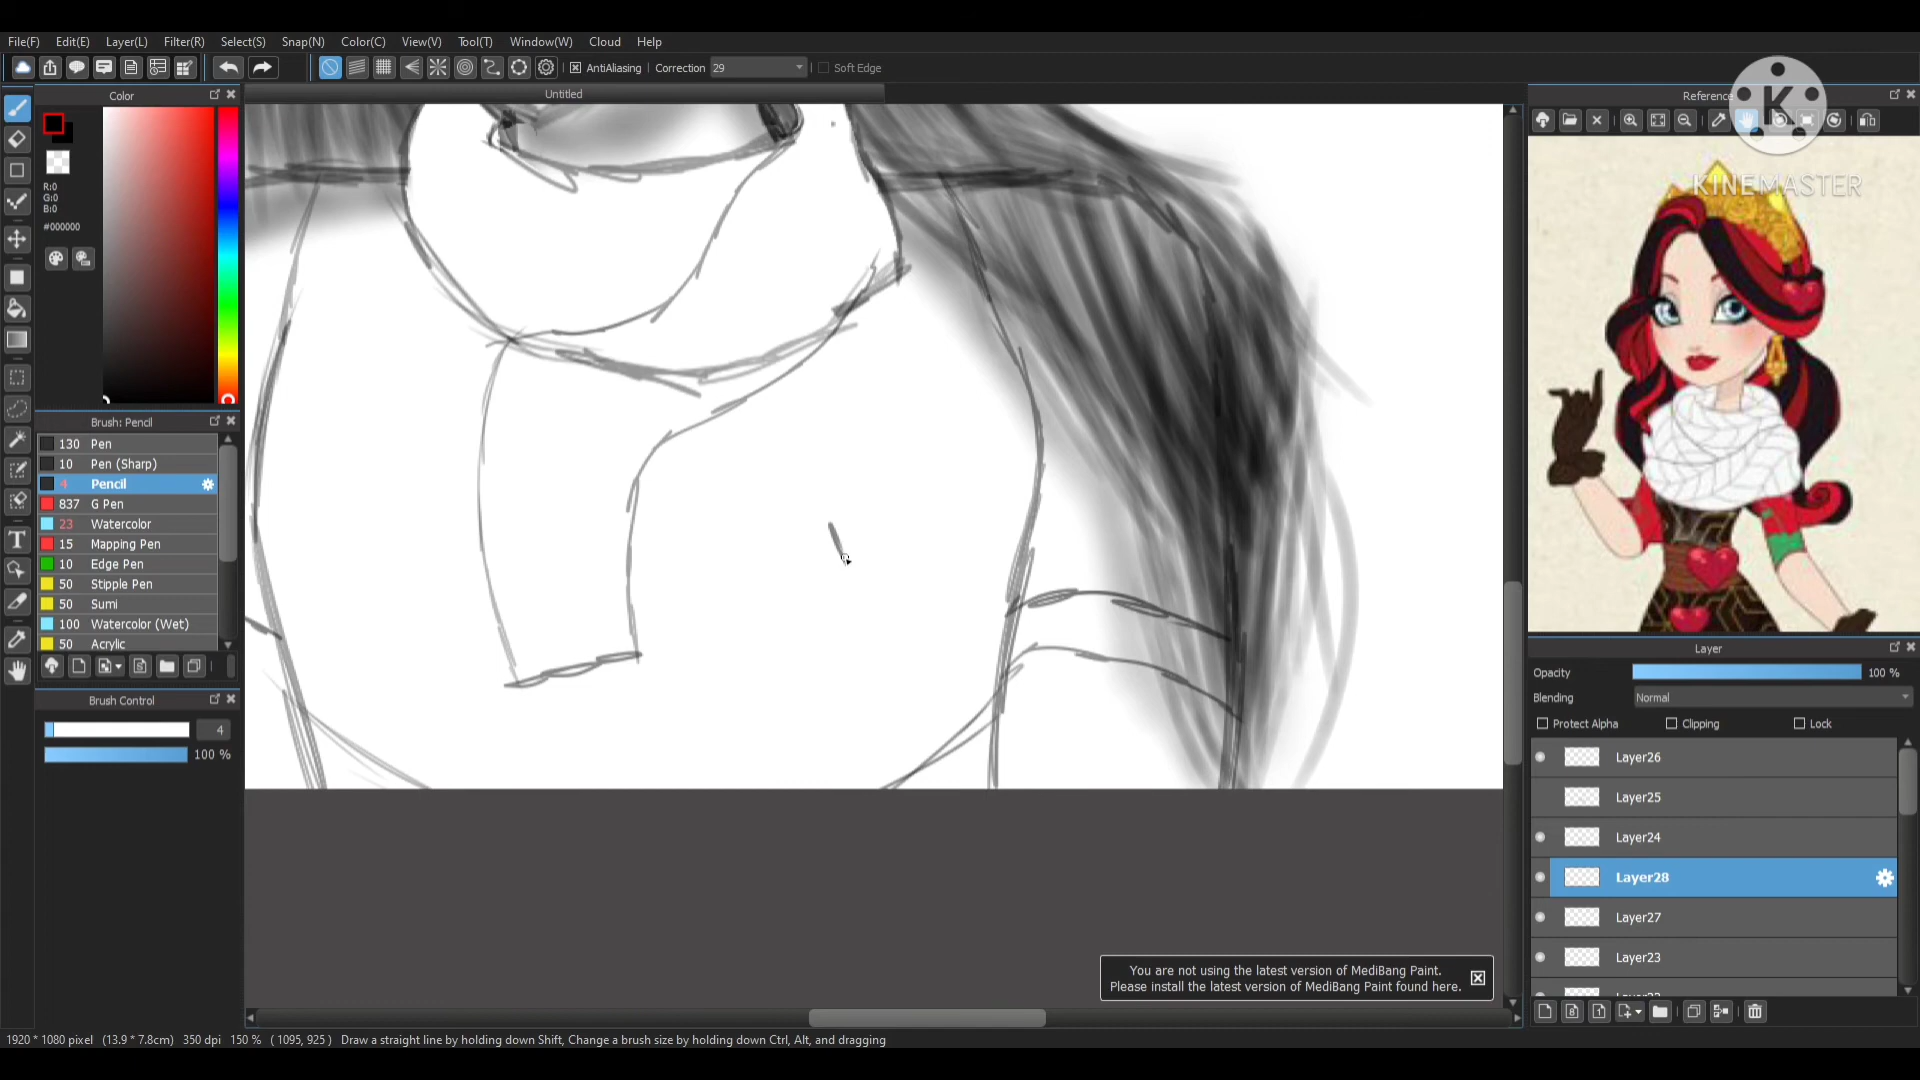 File(F) Edit(E) Layer(L) Filter(R) Select(S) Snap(N) Color(C) View(V) Tool(T) Window(W) Cloud Help
AntiAliasing Correction 29 Soft Edge
Color
Untitled
Reference
K
KINEMASTER
R:0
G:0
B:0
#000000
Brush: Pencil
130 Pen
10 Pen (Sharp)
4 Pencil
837 G Pen
23 Watercolor
15 Mapping Pen
10 Edge Pen
50 Stipple Pen
50 Sumi
100 Watercolor (Wet)
50 Acrylic
Brush Control
4
100 %
Layer
Opacity 100 %
Blending Normal
Protect Alpha Clipping Lock
Layer26
Layer25
Layer24
Layer28
Layer27
Layer23
You are not using the latest version of MediBang Paint.
Please install the latest version of MediBang Paint found here.
1920 * 1080 pixel (13.9 * 7.8cm) 350 dpi 150 % ( 1095, 925 ) Draw a straight line by holding down Shift, Change a brush size by holding down Ctrl, Alt, and dragging